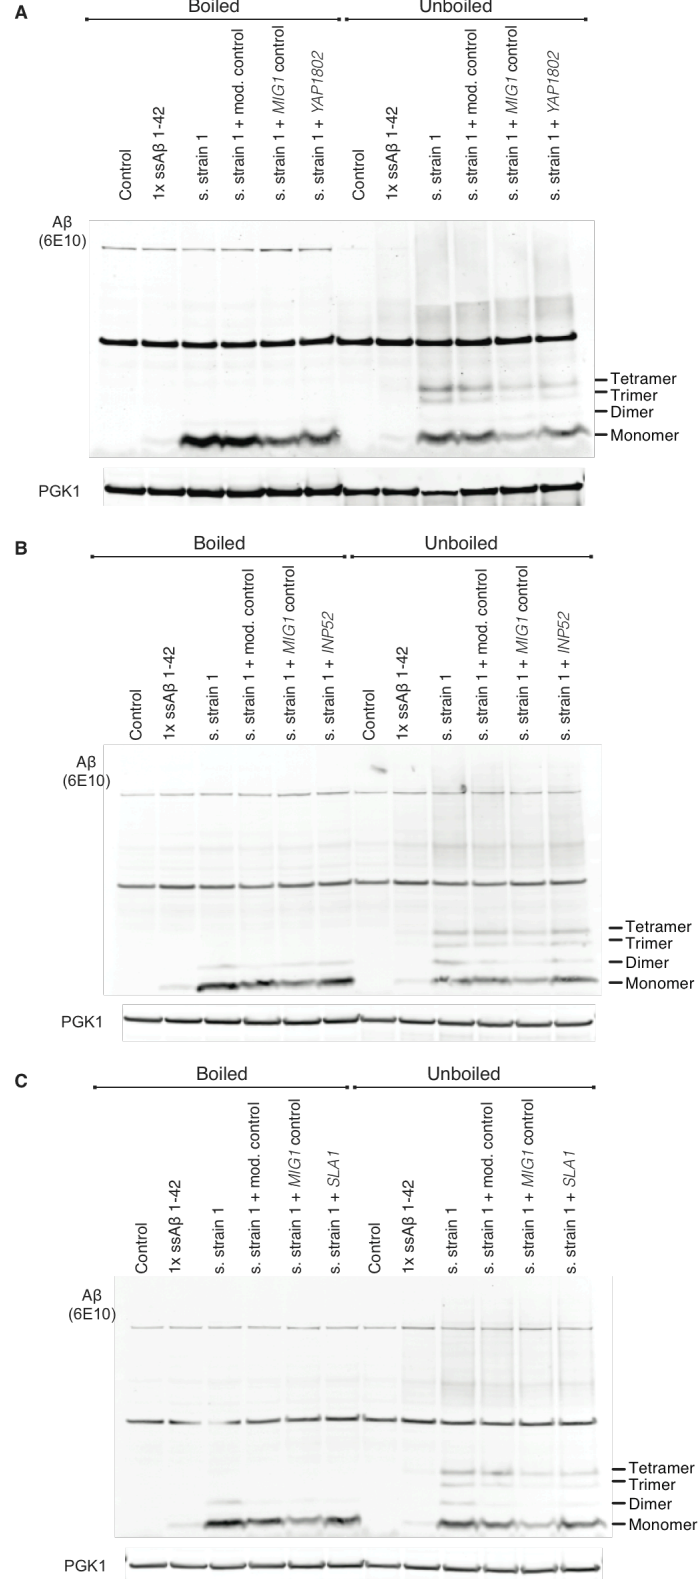 A
Boiled
Unboiled
Control
1x ssAβ 1-42
s. strain 1
s. strain 1 + mod. control
s. strain 1 + MIG1 control
s. strain 1 + YAP1802
Control
1x ssAβ 1-42
s. strain 1
s. strain 1 + mod. control
s. strain 1 + MIG1 control
s. strain 1 + YAP1802
Aβ
(6E10)
Tetramer
Trimer
Dimer
Monomer
PGK1
B
Boiled
Unboiled
Control
1x ssAβ 1-42
s. strain 1
s. strain 1 + mod. control
s. strain 1 + MIG1 control
s. strain 1 + INP52
Control
1x ssAβ 1-42
s. strain 1
s. strain 1 + mod. control
s. strain 1 + MIG1 control
s. strain 1 + INP52
Aβ
(6E10)
Tetramer
Trimer
Dimer
Monomer
PGK1
C
Boiled
Unboiled
Control
1x ssAβ 1-42
s. strain 1
s. strain 1 + mod. control
s. strain 1 + MIG1 control
s. strain 1 + SLA1
Control
1x ssAβ 1-42
s. strain 1
s. strain 1 + mod. control
s. strain 1 + MIG1 control
s. strain 1 + SLA1
Aβ
(6E10)
Tetramer
Trimer
Dimer
Monomer
PGK1